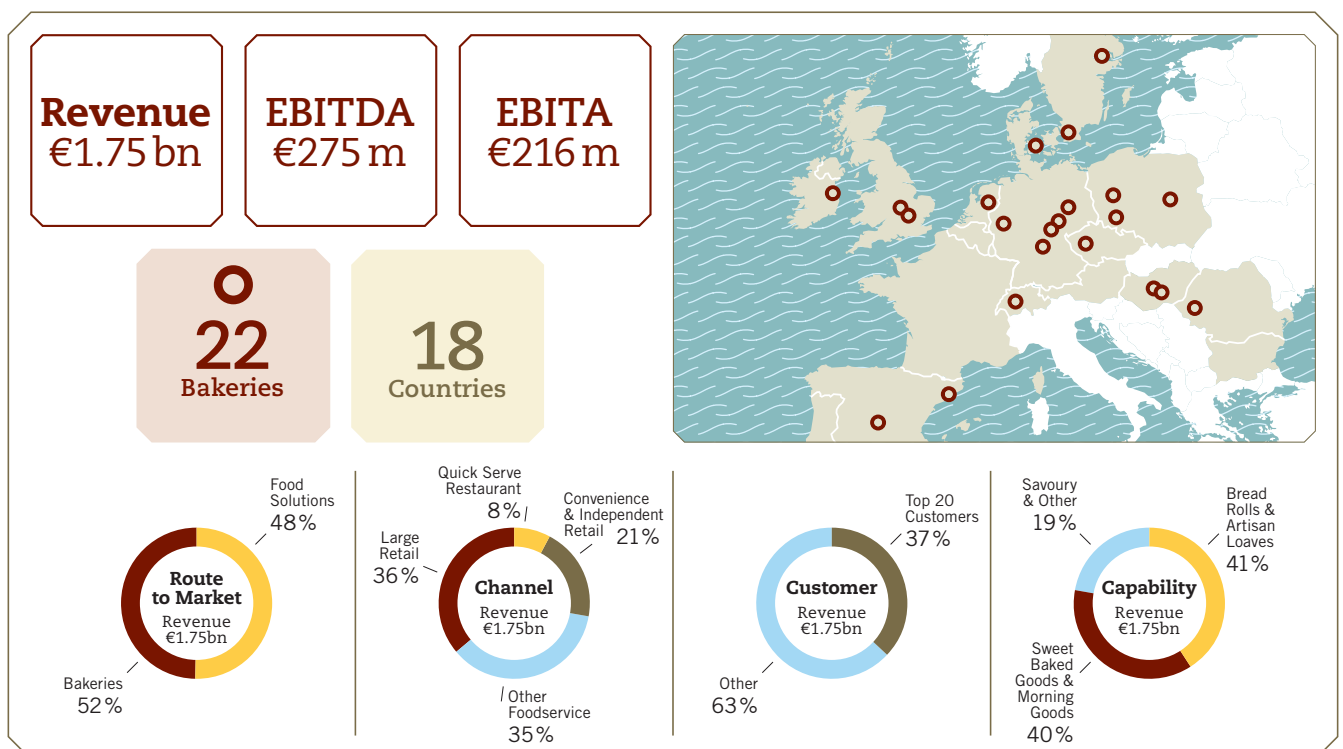 Revenue
€1.75 bn
EBITDA
€275 m
EBITA
€216 m
22
Bakeries
18
Countries
Food
Solutions
48%
Route
to Market
Revenue
€1.75bn
Bakeries
52%
Quick Serve
Restaurant
8%
Convenience
& Independent
Retail
21%
Large
Retail
36%
Channel
Revenue
€1.75bn
Other
Foodservice
35%
Top 20
Customers
37%
Customer
Revenue
€1.75bn
Other
63%
Savoury
& Other
19%
Bread
Rolls &
Artisan
Loaves
41%
Capability
Revenue
€1.75bn
Sweet
Baked
Goods &
Morning
Goods
40%